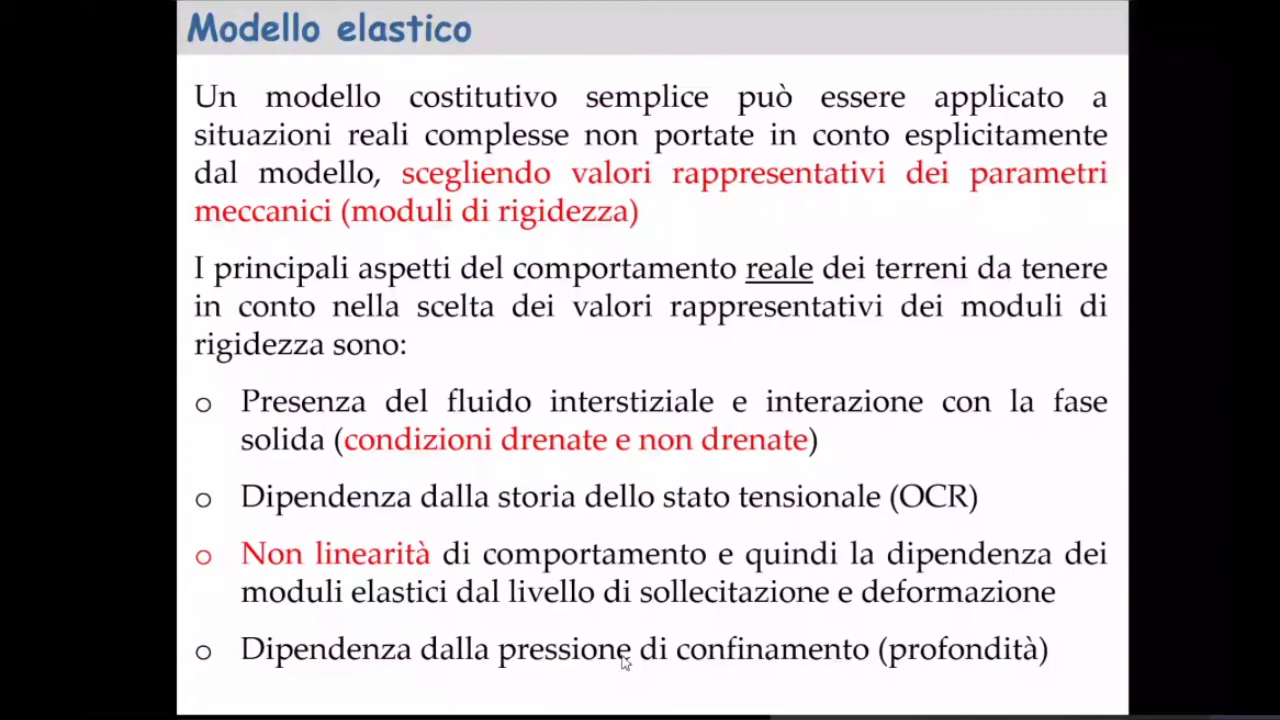 Modello elastico
Un modello costitutivo semplice può essere applicato a
situazioni reali complesse non portate in conto esplicitamente
dal modello, scegliendo valori rappresentativi dei parametri
meccanici (moduli di rigidezza)
I principali aspetti del comportamento reale dei terreni da tenere
in conto nella scelta dei valori rappresentativi dei moduli di
rigidezza sono:
o Presenza del fluido interstiziale e interazione con la fase
solida (condizioni drenate e non drenate)
o Dipendenza dalla storia dello stato tensionale (OCR)
o Non linearità di comportamento e quindi la dipendenza dei
moduli elastici dal livello di sollecitazione e deformazione
o Dipendenza dalla pressione di confinamento (profondità)